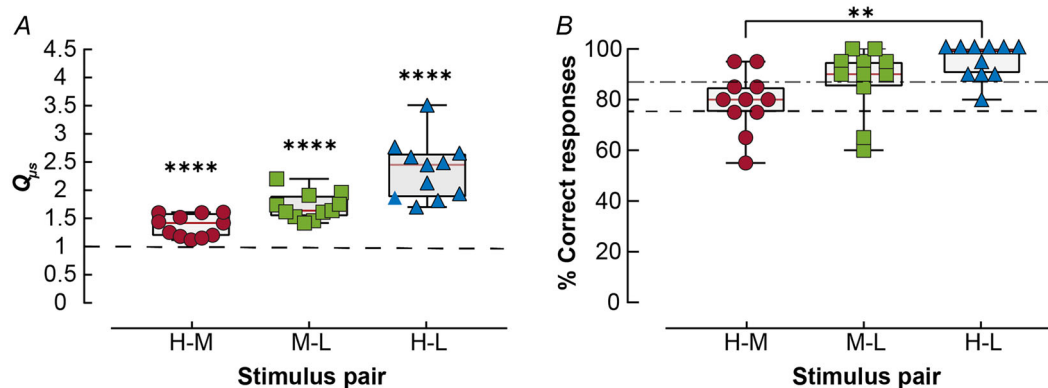 A
Qμs
4.5
4
3.5
3
2.5
2
1.5
1
0.5
0
****
****
****
H-M M-L H-L
Stimulus pair
B
% Correct responses
100
80
60
40
20
0
**
H-M M-L H-L
Stimulus pair